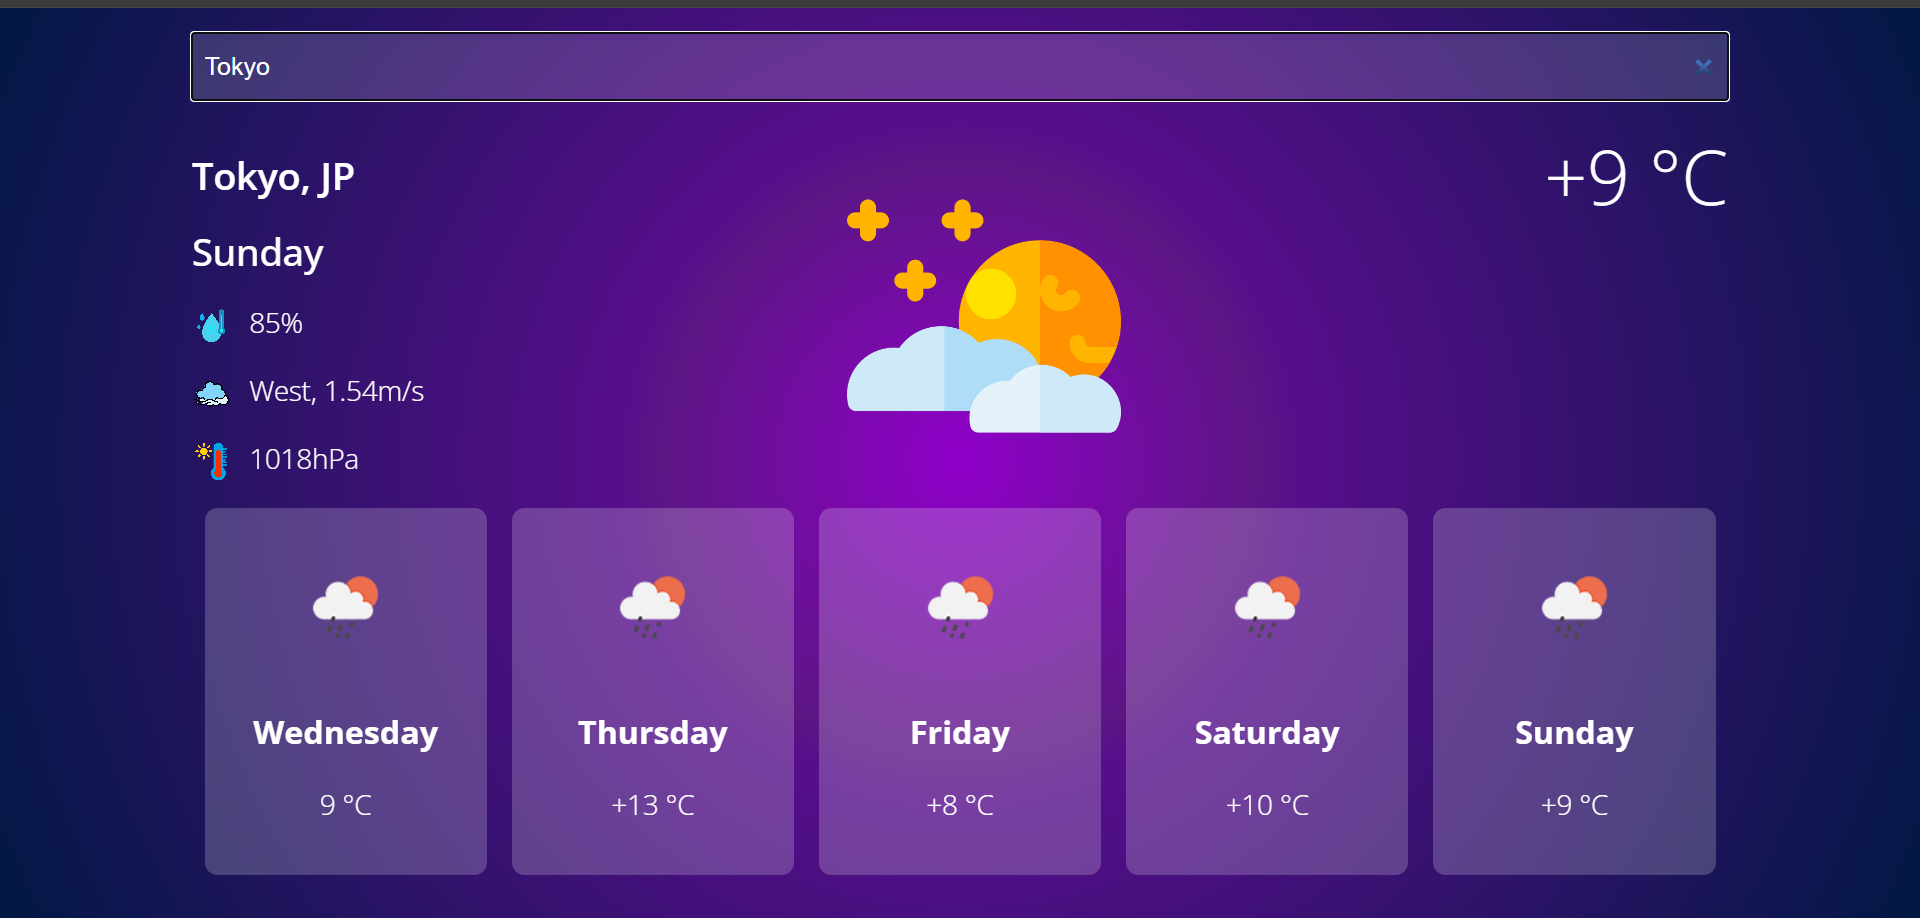 Tokyo
Tokyo, JP
+9 °C
Sunday
85%
West, 1.54m/s
1018hPa
Wednesday
9 °C
Thursday
+13 °C
Friday
+8 °C
Saturday
+10 °C
Sunday
+9 °C